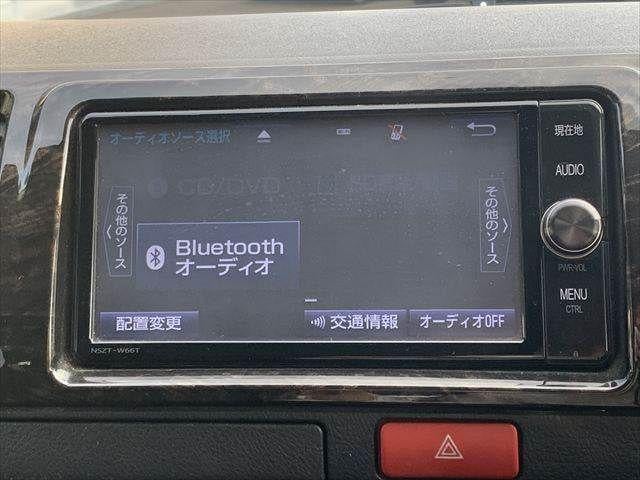 オーディオソース選択
現在地
CD/DVD
AUDIO
その他のソース
その他のソース
Bluetooth
オーディオ
PWR·VOL
MENU
CTRL
配置変更
交通情報
オーディオOFF
NSZT-W66T